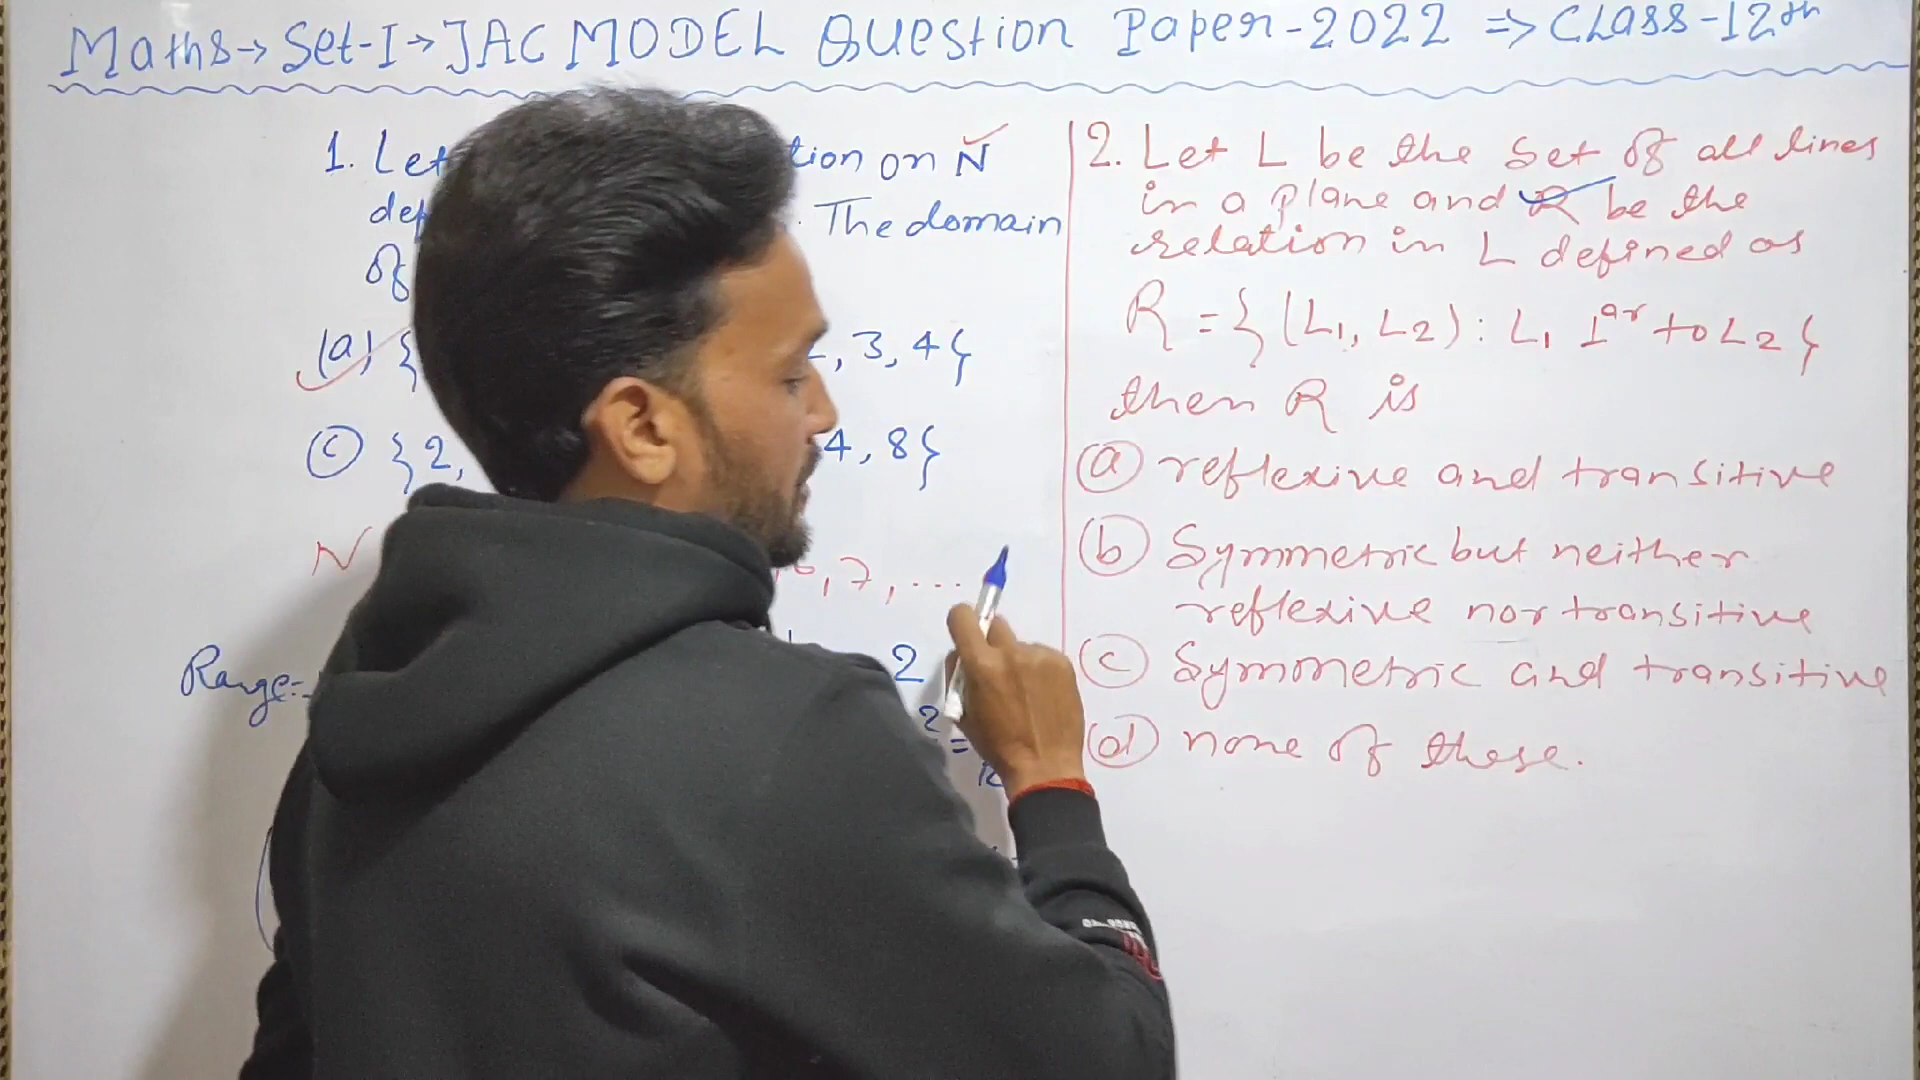 Maths→Set-I→JAC MODEL Question Paper-2022 ⇒ Class-12th
1. Let on N
The domain
of
(a) { , 3, 4}
(c) {2, 4, 8}
N , 7, ...
Range= 2
2 =
2. Let L be the set of all lines
in a plane and R be the
relation in L defined as
R = {(L1, L2): L1 ⊥ar to L2}
then R is
(a) reflexive and transitive
(b) Symmetric but neither
reflexive nor transitive
(c) Symmetric and transitive
(d) none of these.